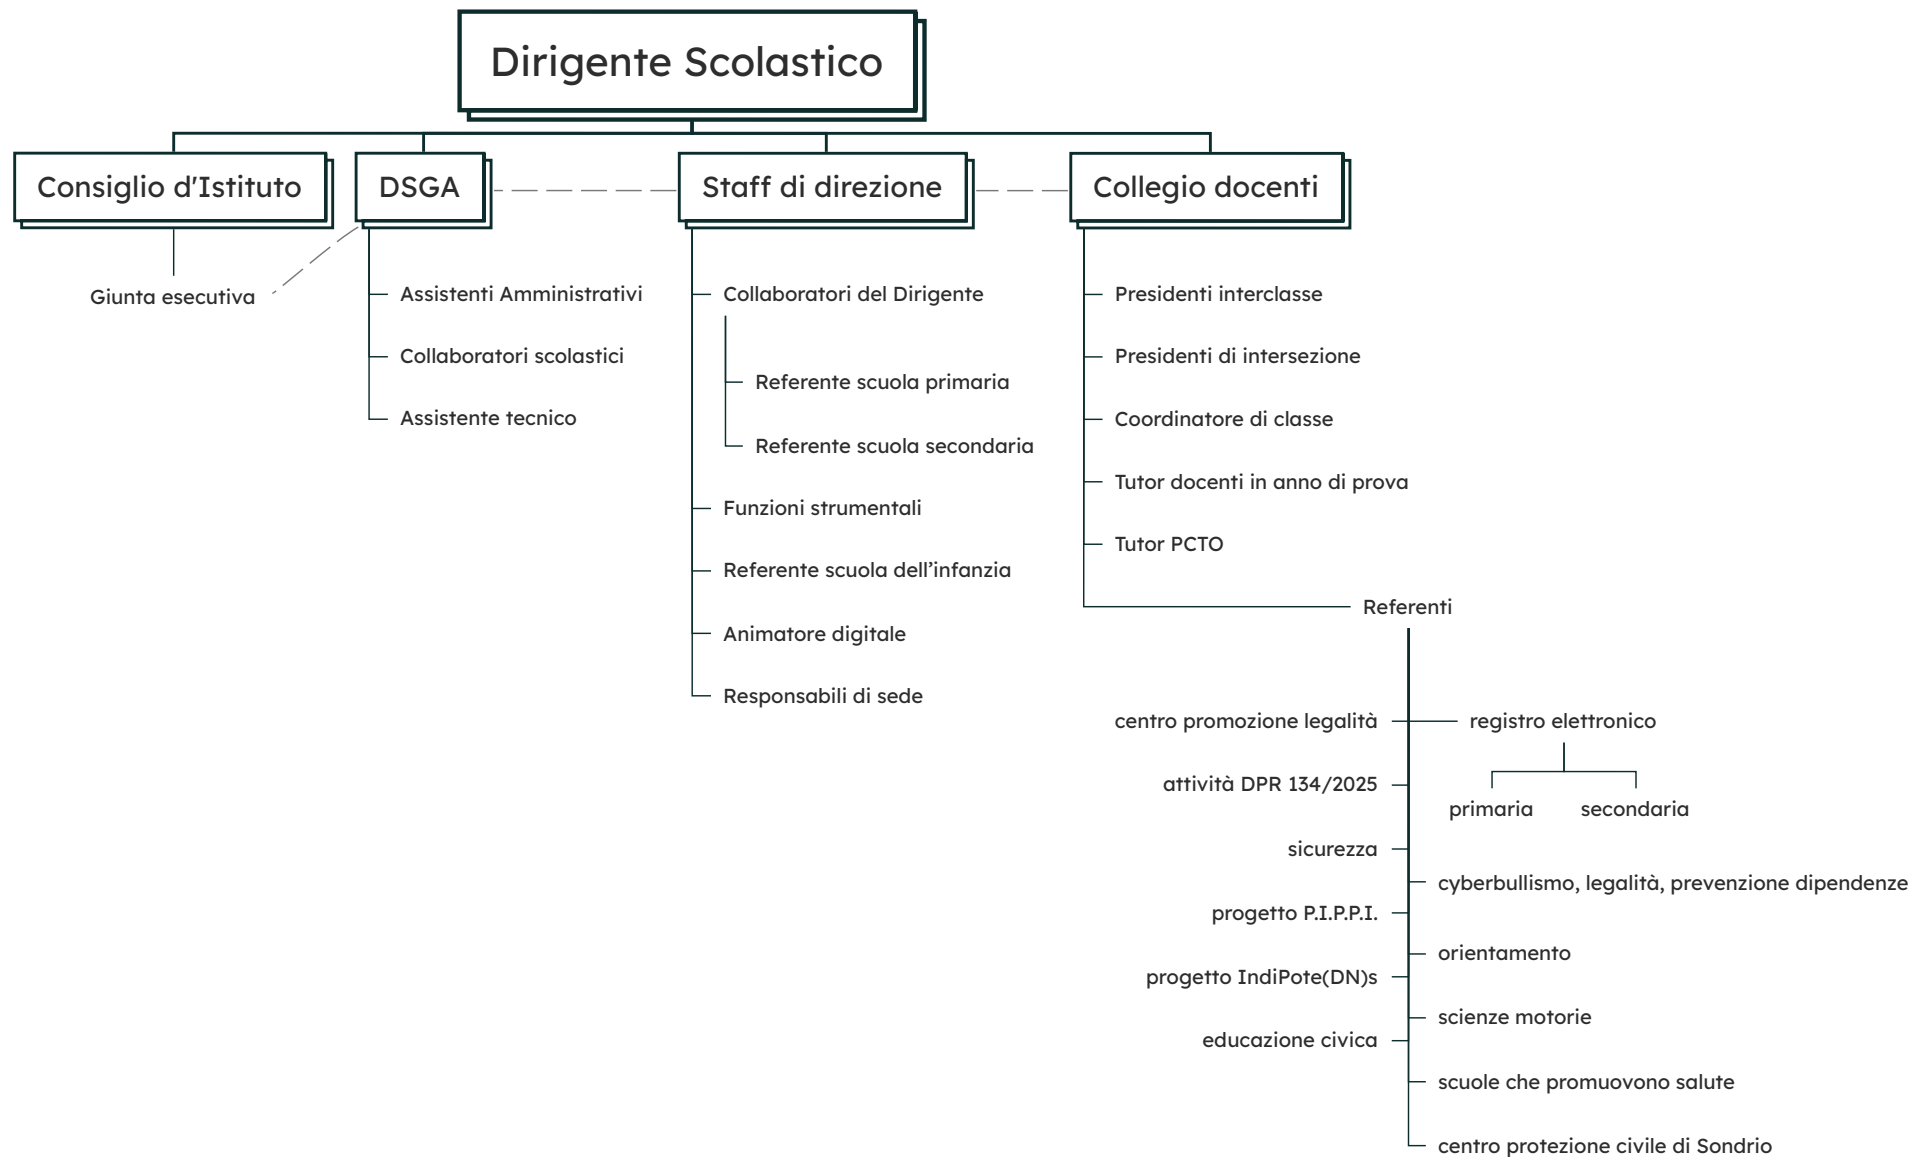 Dirigente Scolastico
Consiglio d'Istituto
DSGA
Staff di direzione
Collegio docenti
Giunta esecutiva
Assistenti Amministrativi
Collaboratori scolastici
Assistente tecnico
Collaboratori del Dirigente
Referente scuola primaria
Referente scuola secondaria
Funzioni strumentali
Referente scuola dell’infanzia
Animatore digitale
Responsabili di sede
Presidenti interclasse
Presidenti di intersezione
Coordinatore di classe
Tutor docenti in anno di prova
Tutor PCTO
Referenti
centro promozione legalità
attività DPR 134/2025
sicurezza
progetto P.I.P.P.I.
progetto IndiPote(DN)s
educazione civica
registro elettronico
primaria
secondaria
cyberbullismo, legalità, prevenzione dipendenze
orientamento
scienze motorie
scuole che promuovono salute
centro protezione civile di Sondrio